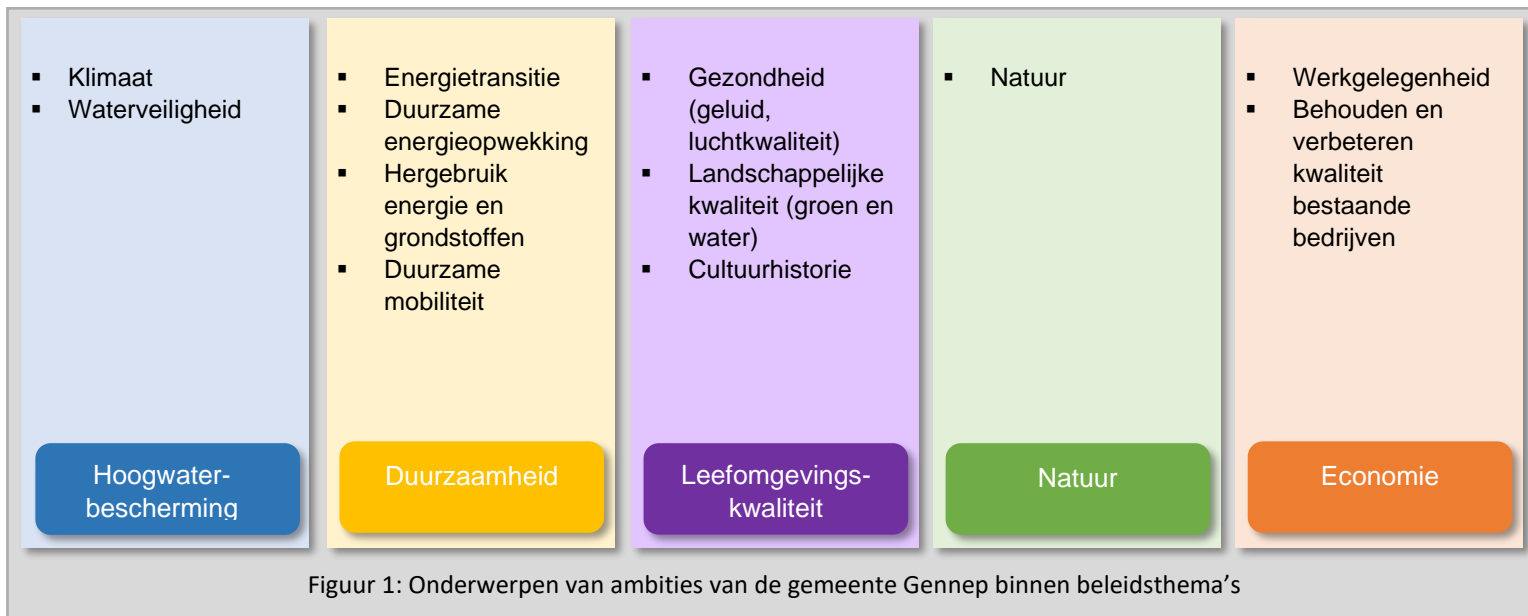 ▪ Klimaat
▪ Waterveiligheid
Hoogwater-
bescherming
▪ Energietransitie
▪ Duurzame
energieopwekking
▪ Hergebruik
energie en
grondstoffen
▪ Duurzame
mobiliteit
Duurzaamheid
▪ Gezondheid
(geluid,
luchtkwaliteit)
▪ Landschappelijke
kwaliteit (groen en
water)
▪ Cultuurhistorie
Leefomgevings-
kwaliteit
▪ Natuur
Natuur
▪ Werkgelegenheid
▪ Behouden en
verbeteren
kwaliteit
bestaande
bedrijven
Economie
Figuur 1: Onderwerpen van ambities van de gemeente Gennep binnen beleidsthema’s